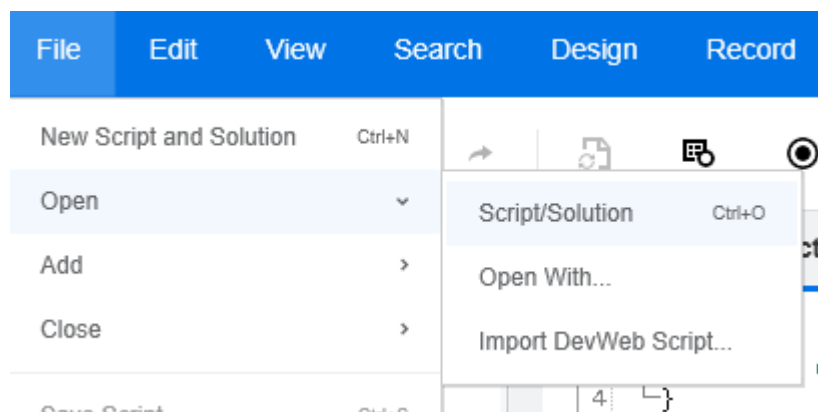 File Edit View Search Design Record
New Script and Solution Ctrl+N
Open
Script/Solution Ctrl+O
Add
Open With...
Close
Import DevWeb Script...
4 }